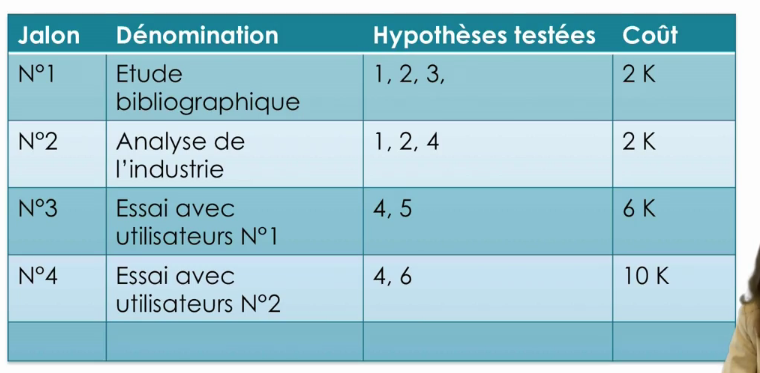 Jalon Dénomination Hypothèses testées Coût
N°1 Etude bibliographique 1, 2, 3, 2 K
N°2 Analyse de l'industrie 1, 2, 4 2 K
N°3 Essai avec utilisateurs N°1 4, 5 6 K
N°4 Essai avec utilisateurs N°2 4, 6 10 K